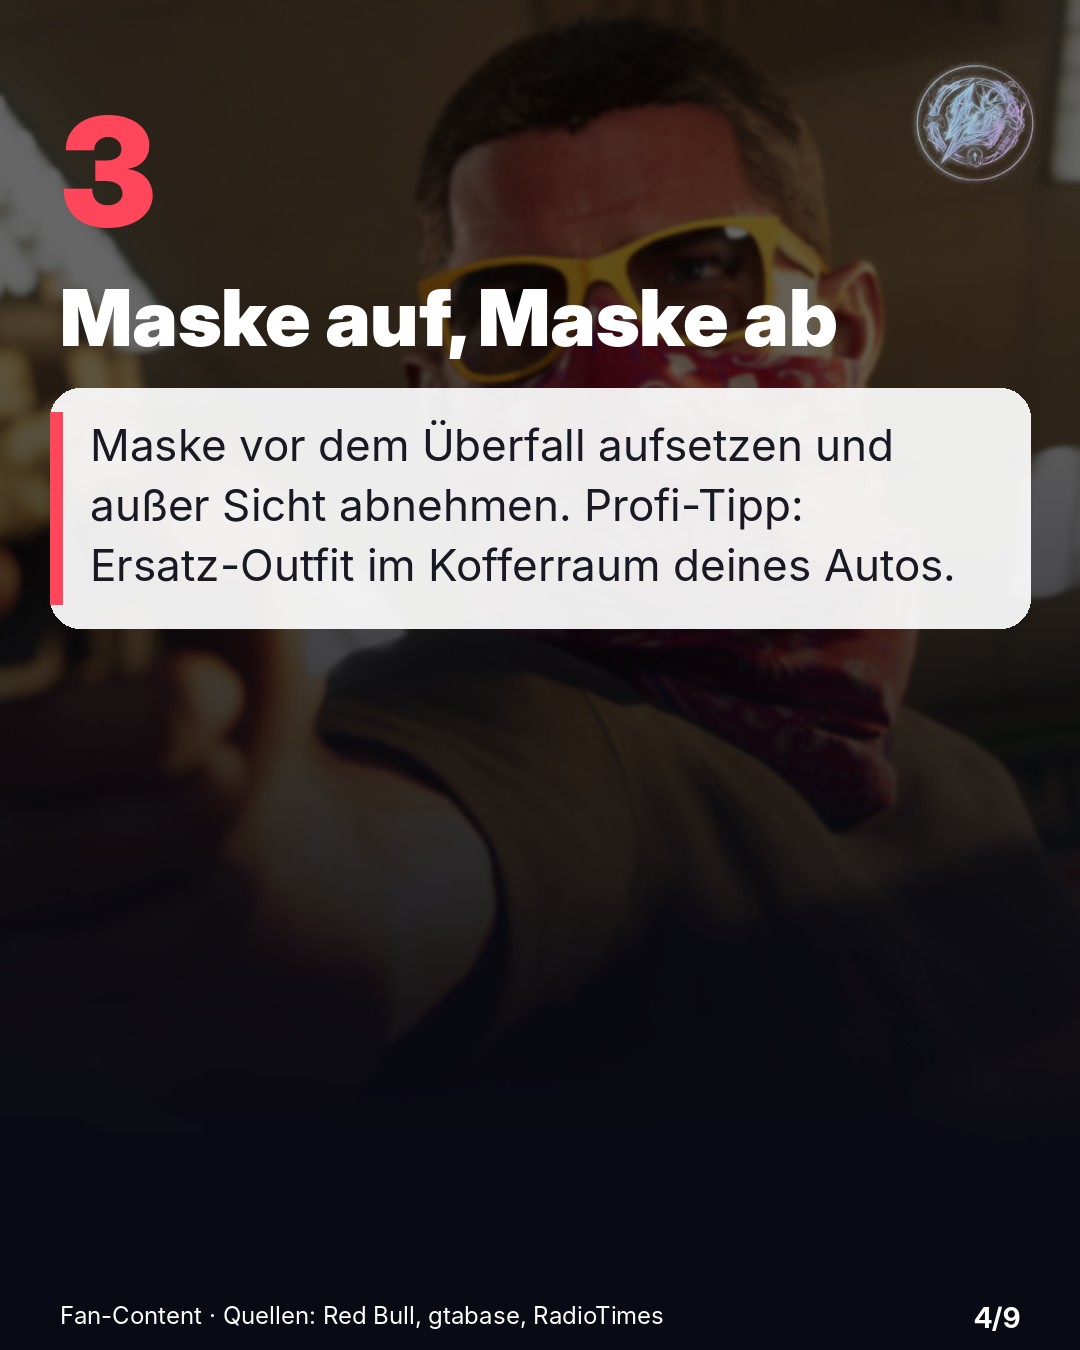 3
Maske auf, Maske ab
Maske vor dem Überfall aufsetzen und
außer Sicht abnehmen. Profi-Tipp:
Ersatz-Outfit im Kofferraum deines Autos.
Fan-Content · Quellen: Red Bull, gtabase, RadioTimes
4/9